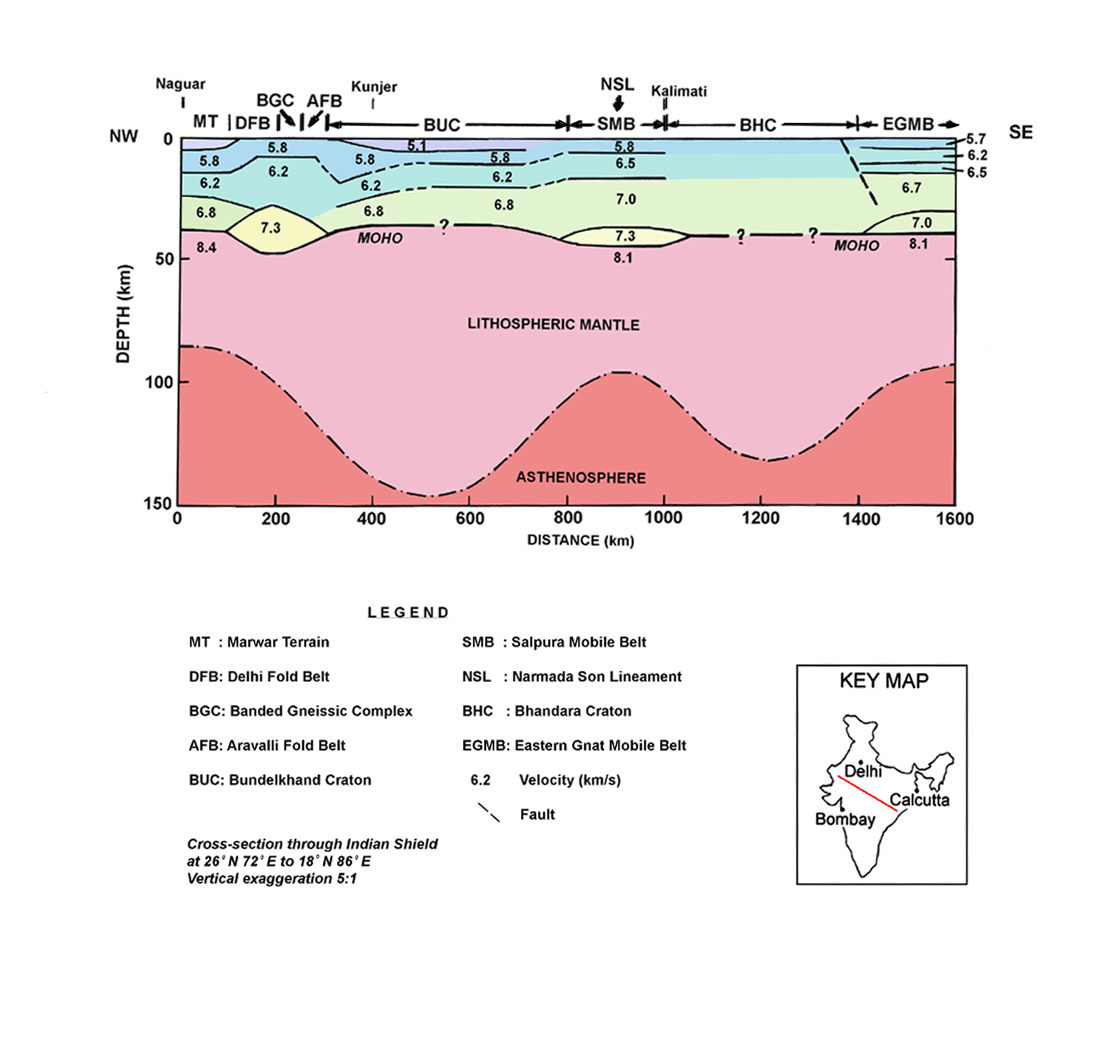 Naguar
BGC AFB
Kunjer
NSL
Kalimati
NW
MT DFB BUC SMB BHC EGMB
SE
0
5.8
5.1
5.8
5.7
5.8
5.8
5.8
6.5
6.2
6.2
6.2
6.2
6.2
6.5
6.8
6.8
6.8
7.0
6.7
7.3
?
7.3
?
?
7.0
8.4
MOHO
MOHO
8.1
8.1
50
LITHOSPHERIC MANTLE
DEPTH (km)
100
ASTHENOSPHERE
150
0 200 400 600 800 1000 1200 1400 1600
DISTANCE (km)
LEGEND
MT : Marwar Terrain
DFB: Delhi Fold Belt
BGC: Banded Gneissic Complex
AFB: Aravalli Fold Belt
BUC: Bundelkhand Craton
SMB : Salpura Mobile Belt
NSL : Narmada Son Lineament
BHC : Bhandara Craton
EGMB: Eastern Gnat Mobile Belt
6.2 Velocity (km/s)
Fault
Cross-section through Indian Shield
at 26° N 72° E to 18° N 86° E
Vertical exaggeration 5:1
KEY MAP
Delhi
Calcutta
Bombay